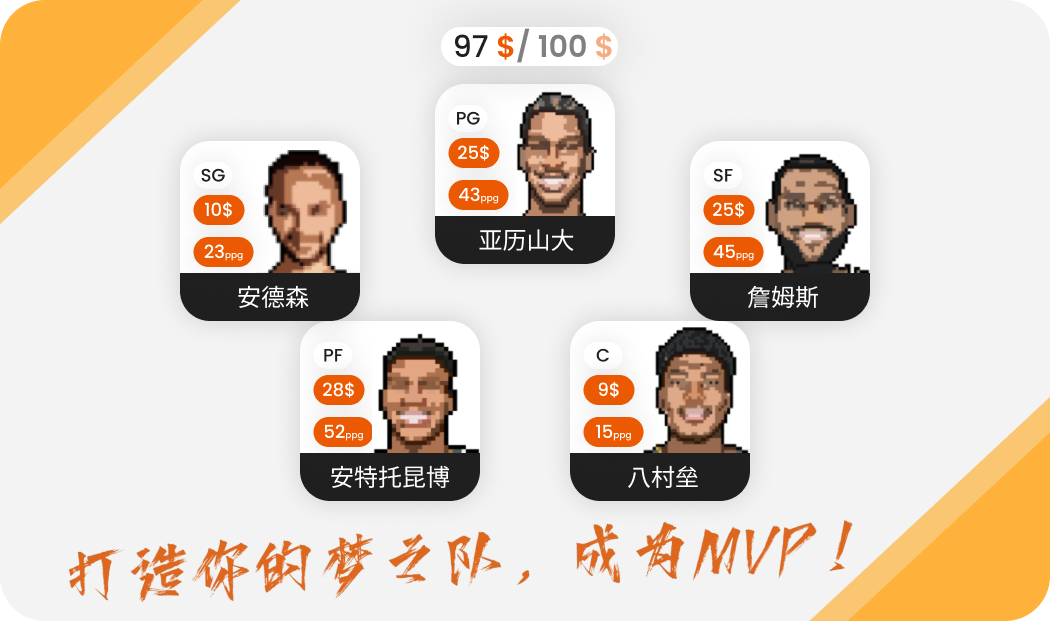 97 $/ 100 $
PG
25$
43ppg
亚历山大
SG
10$
23ppg
安德森
SF
25$
45ppg
詹姆斯
PF
28$
52ppg
安特托昆博
C
9$
15ppg
八村垒
打造你的梦之队，成为MVP！